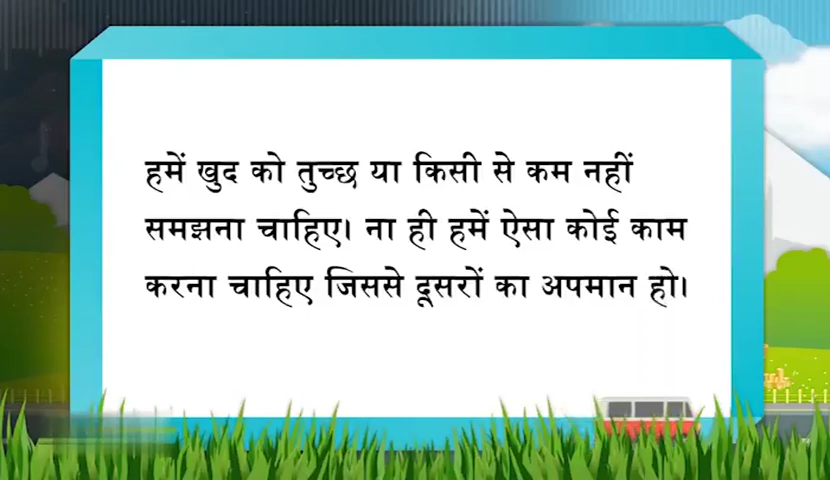 हमें खुद को तुच्छ या किसी से कम नहीं
समझना चाहिए। ना ही हमें ऐसा कोई काम
करना चाहिए जिससे दूसरों का अपमान हो।